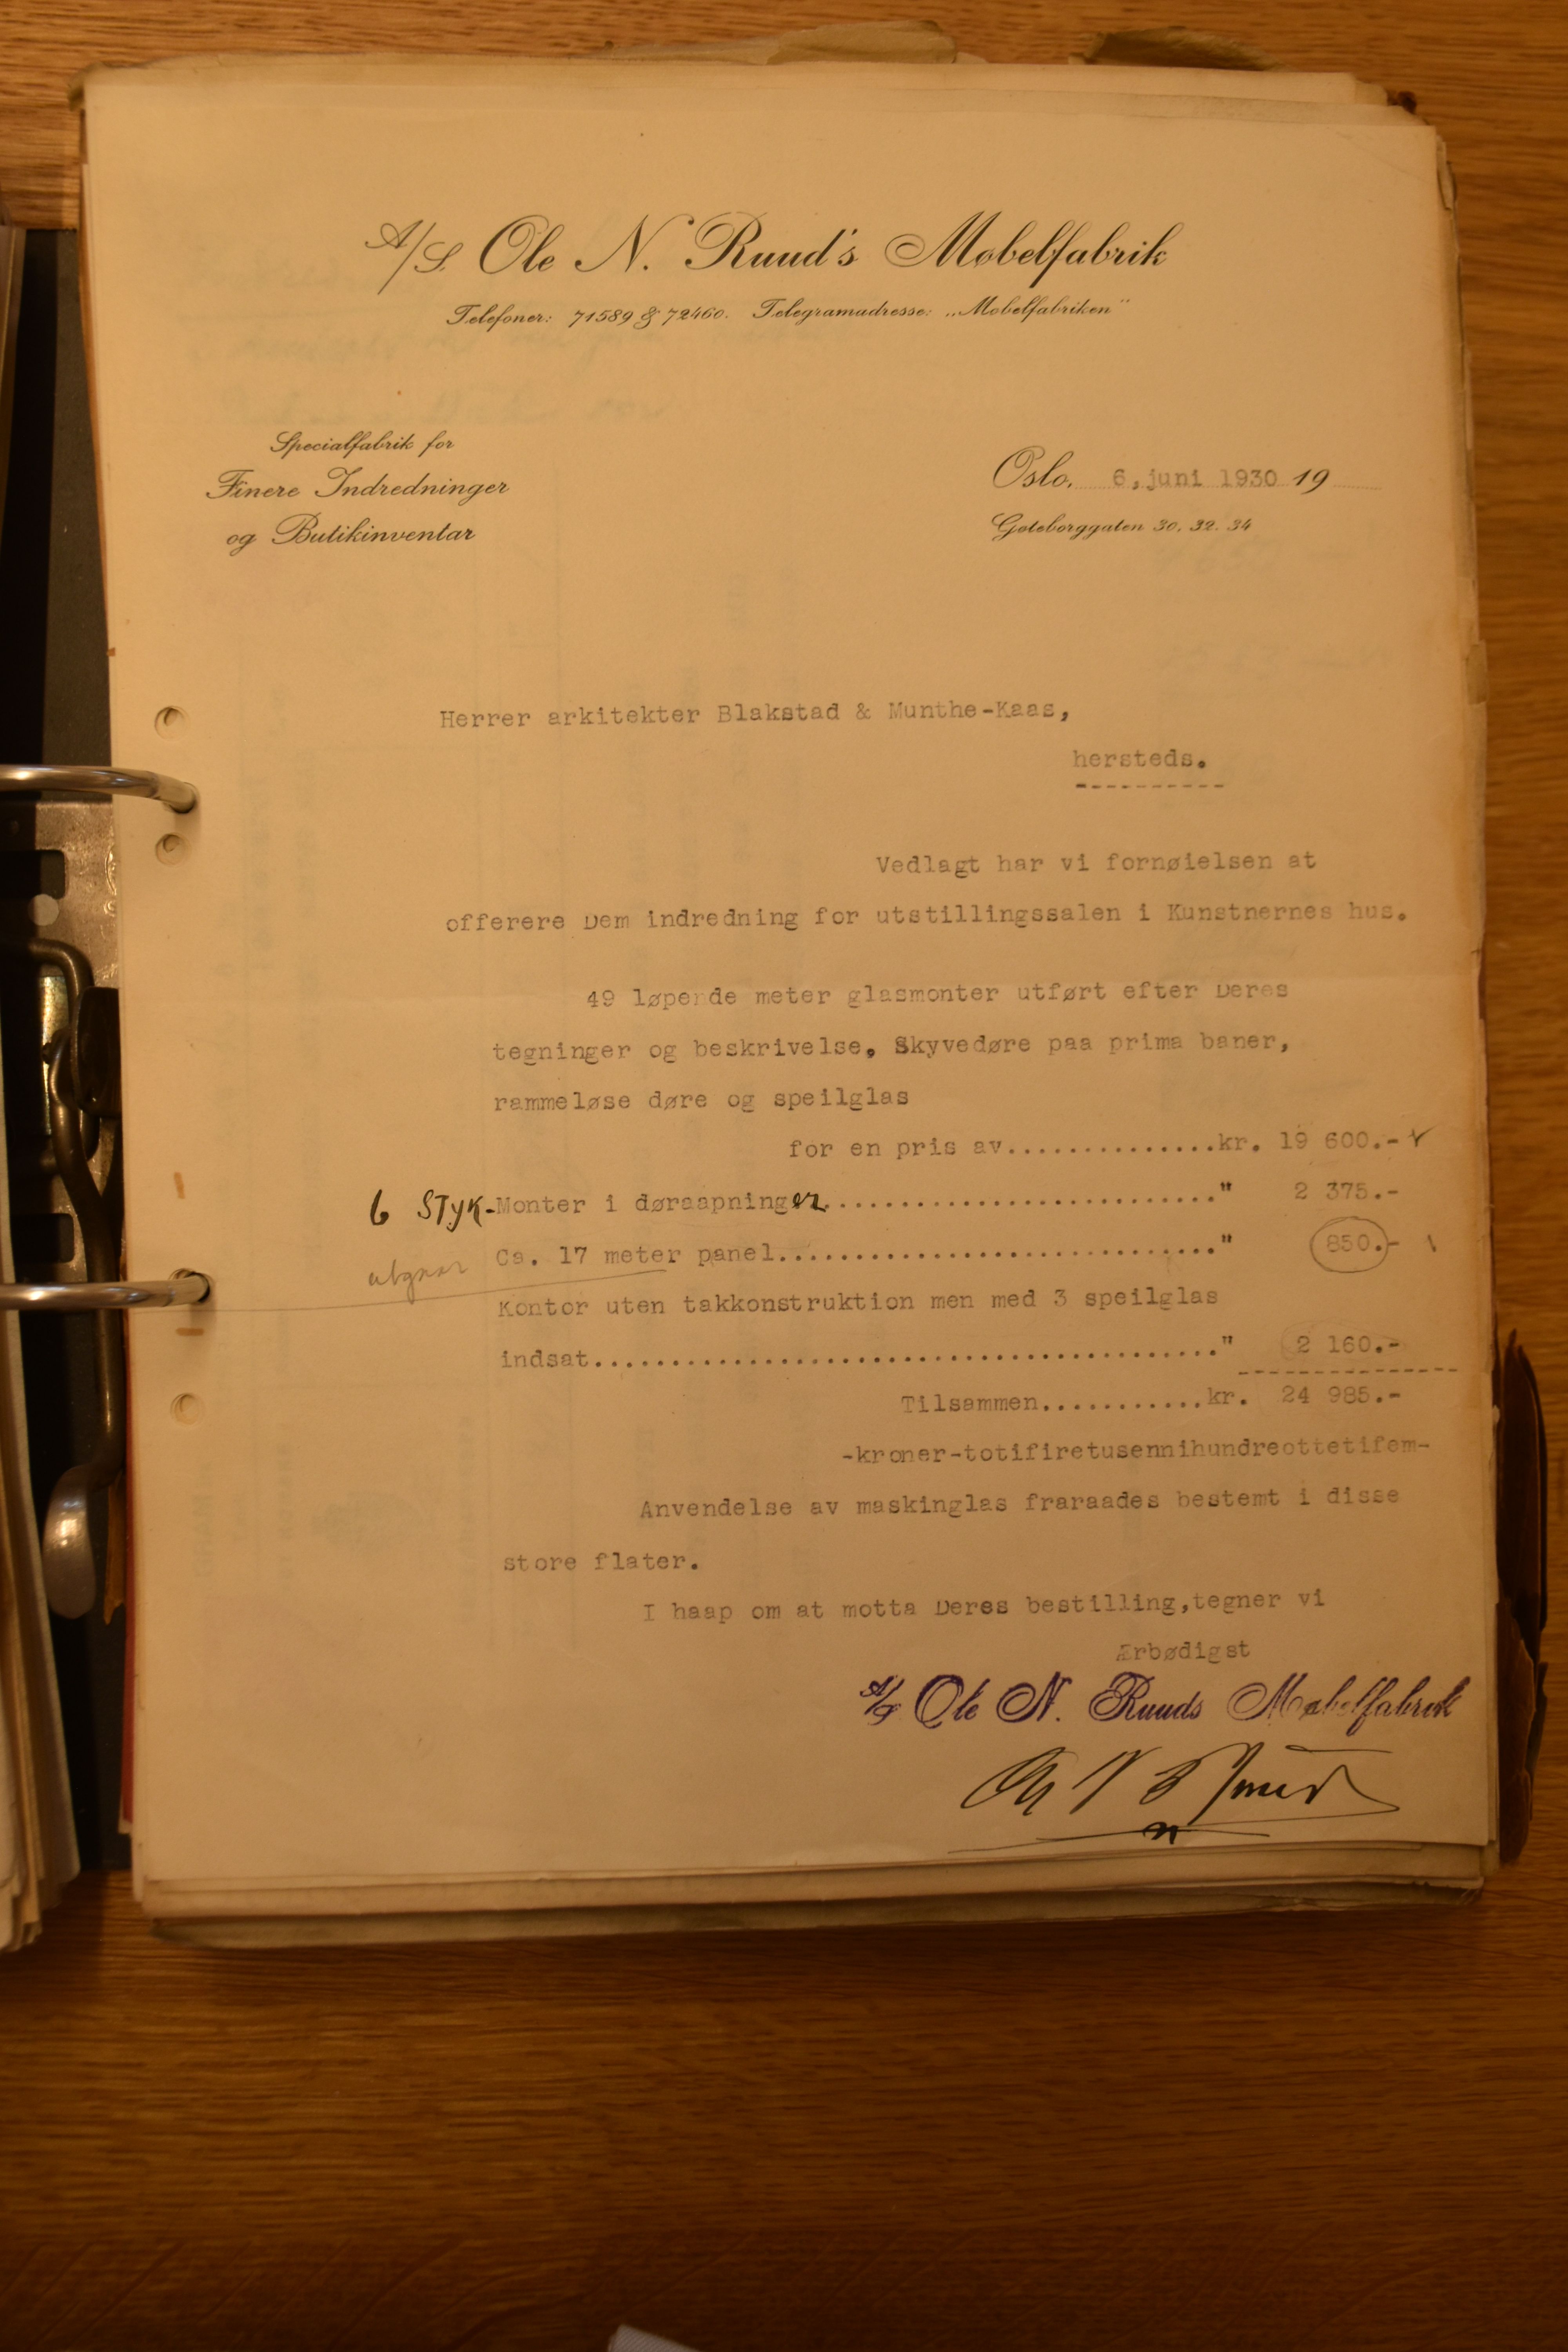 A/S Ole N. Ruud's Møbelfabrik
Telefoner: 71589 & 72460. Telegramadresse: „Møbelfabriken"
Specialfabrik for
Finere Indredninger
og Butikinventar
Oslo, 6,juni 1930 19
Gøteborggaten 30. 32. 34
Herrer arkitekter Blakstad & Munthe-Kaas,
hersteds.
----------
Vedlagt har vi fornøielsen at
offerere Dem indredning for utstillingssalen i Kunstnernes hus.
49 løpende meter glasmonter utført efter Deres
tegninger og beskrivelse. Skyvedøre paa prima baner,
rammeløse døre og speilglas
for en pris av...............kr. 19 600.-
6 STYK-Monter i døraapninger.........................." 2 375.-
utgaar Ca. 17 meter panel............................." 850.-
Kontor uten takkonstruktion men med 3 speilglas
indsat........................................." 2 160.-
Tilsammen...........kr. 24 985.-
-kroner-totifiretusennihundreottetifem-
Anvendelse av maskinglas fraraades bestemt i disse
store flater.
I haap om at motta Deres bestilling,tegner vi
Ærbødigst
A/S Ole N. Ruuds Møbelfabrik